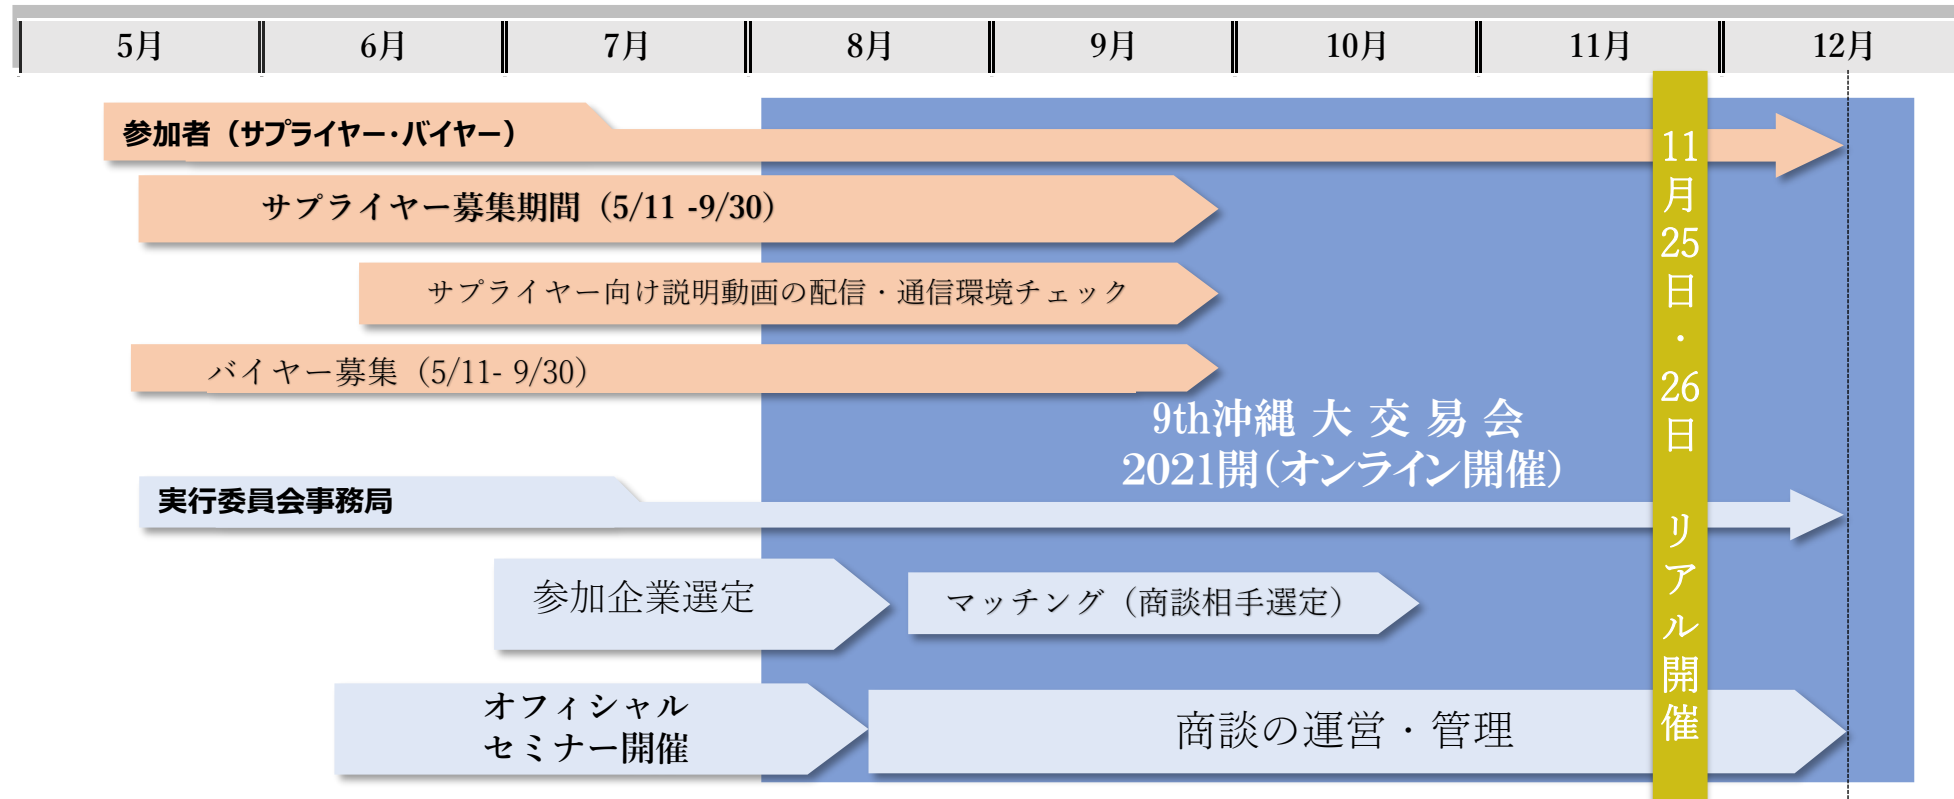 5月 6月 7月 8月 9月 10月 11月 12月
参加者（サプライヤー・バイヤー）
サプライヤー募集期間（5/11 -9/30）
サプライヤー向け説明動画の配信・通信環境チェック
バイヤー募集（5/11- 9/30）
9th沖縄 大 交 易 会
2021開（オンライン開催）
実行委員会事務局
参加企業選定
マッチング（商談相手選定）
オフィシャル
セミナー開催
商談の運営・管理
11月25日・26日 リアル開催